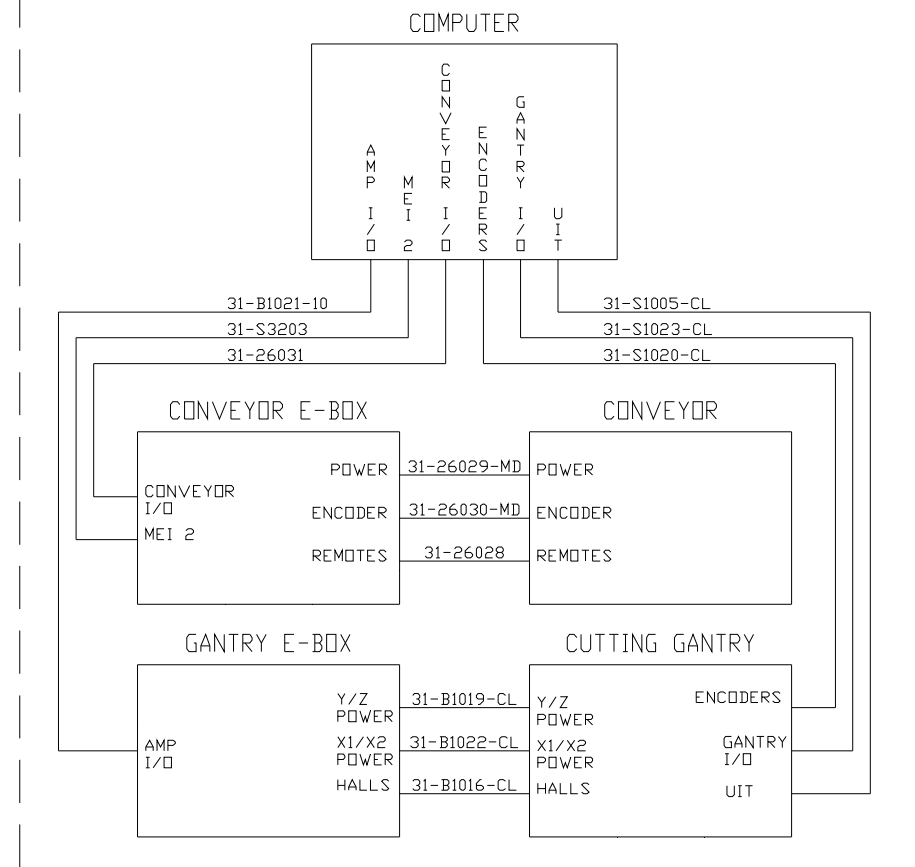 COMPUTER
AMP I/O
MEI 2
CONVEYOR I/O
ENCODERS
GANTRY I/O
UIT
31-B1021-10
31-S3203
31-26031
31-S1005-CL
31-S1023-CL
31-S1020-CL
CONVEYOR E-BOX
CONVEYOR
I/O
MEI 2
POWER
ENCODER
REMOTES
31-26029-MD
31-26030-MD
31-26028
CONVEYOR
POWER
ENCODER
REMOTES
GANTRY E-BOX
AMP
I/O
Y/Z
POWER
X1/X2
POWER
HALLS
31-B1019-CL
31-B1022-CL
31-B1016-CL
CUTTING GANTRY
Y/Z
POWER
X1/X2
POWER
HALLS
ENCODERS
GANTRY
I/O
UIT